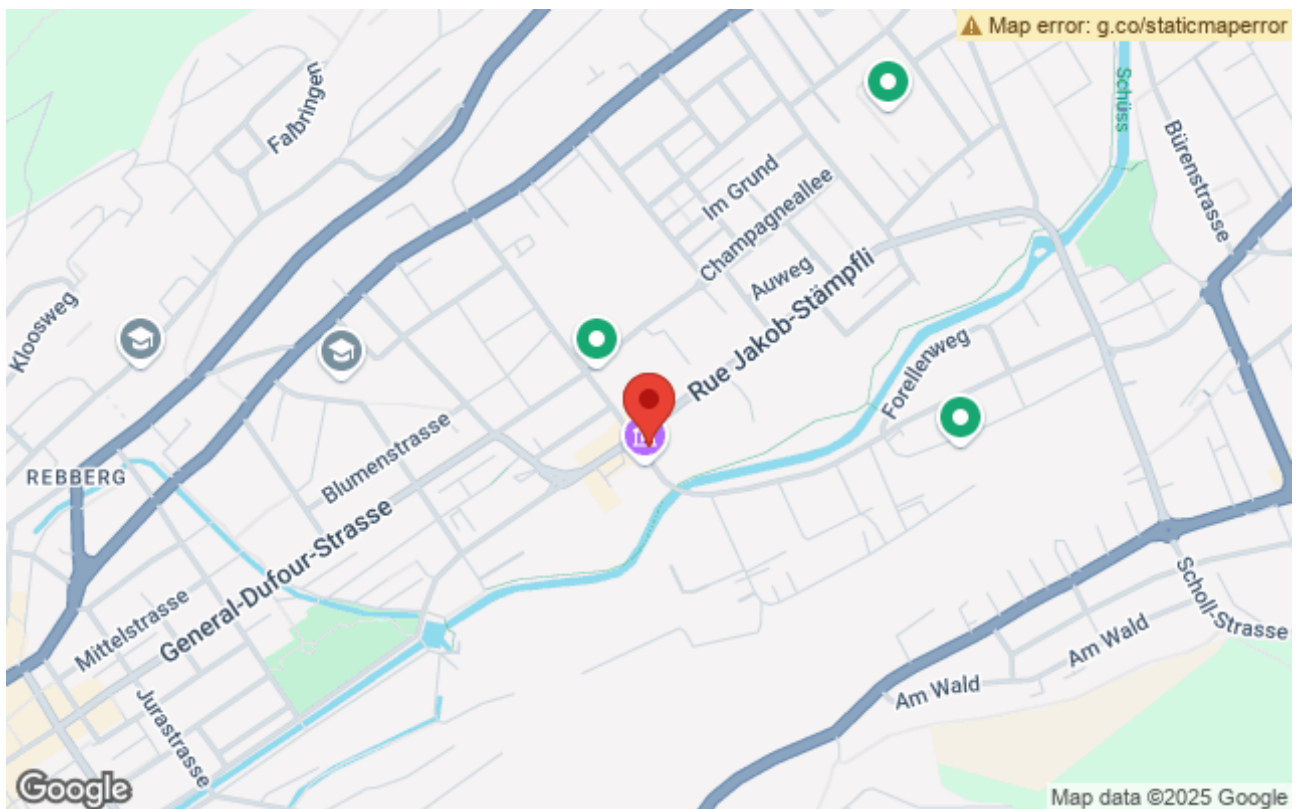 Map error: g.co/staticmaperror
Schüss
Falbringen
Bürenstrasse
Im Grund
Champagneallee
Auweg
Rue Jakob-Stämpfli
Kloosweg
Forellenweg
Blumenstrasse
REBBERG
General-Dufour-Strasse
Mittelstrasse
Jurastrasse
Scholl-Strasse
Am Wald
Am Wald
Google
Map data ©2025 Google